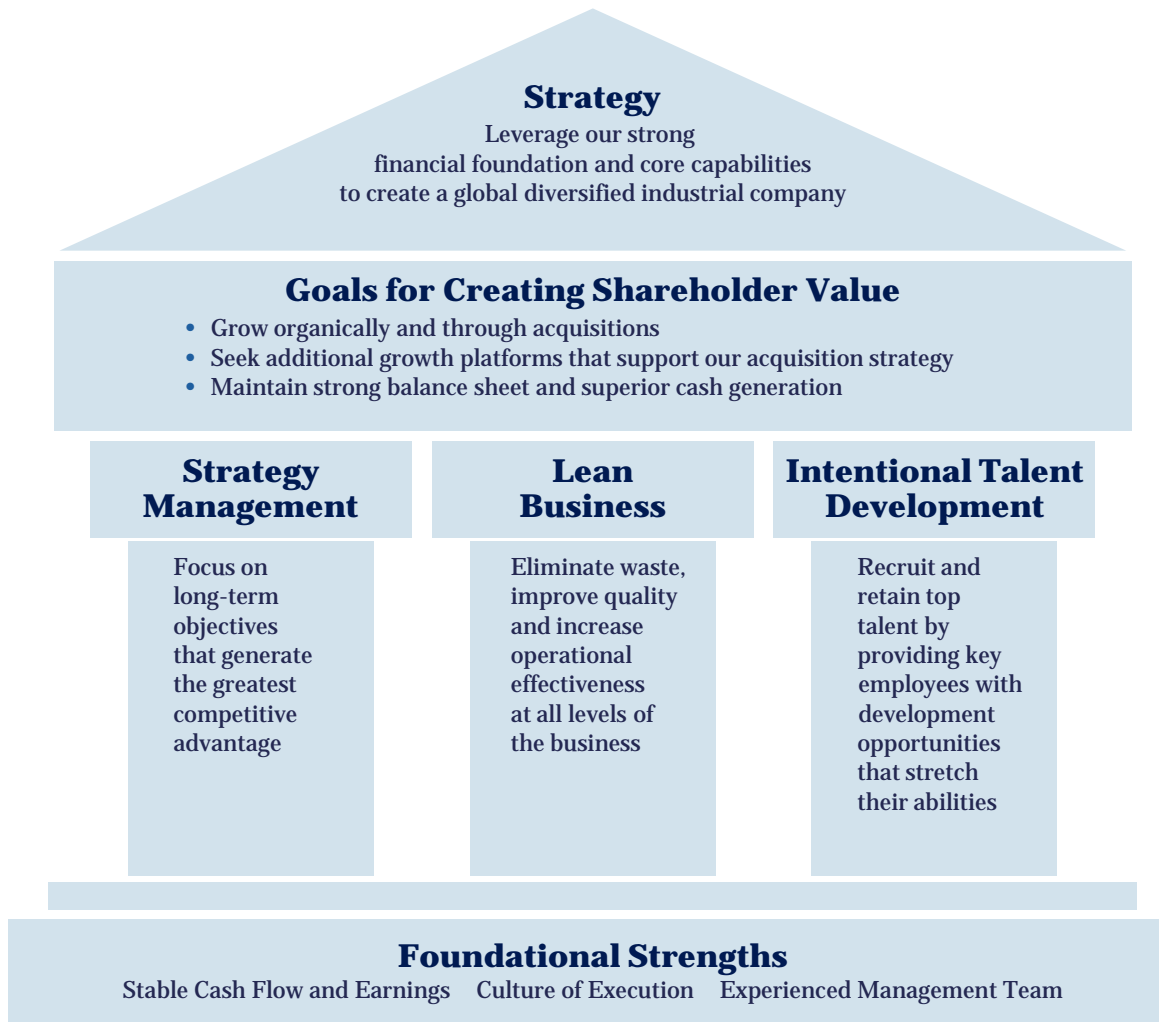 Strategy
Leverage our strong
financial foundation and core capabilities
to create a global diversified industrial company
Goals for Creating Shareholder Value
• Grow organically and through acquisitions
• Seek additional growth platforms that support our acquisition strategy
• Maintain strong balance sheet and superior cash generation
Strategy
Management
Focus on
long-term
objectives
that generate
the greatest
competitive
advantage
Lean
Business
Eliminate waste,
improve quality
and increase
operational
effectiveness
at all levels of
the business
Intentional Talent
Development
Recruit and
retain top
talent by
providing key
employees with
development
opportunities
that stretch
their abilities
Foundational Strengths
Stable Cash Flow and Earnings Culture of Execution Experienced Management Team